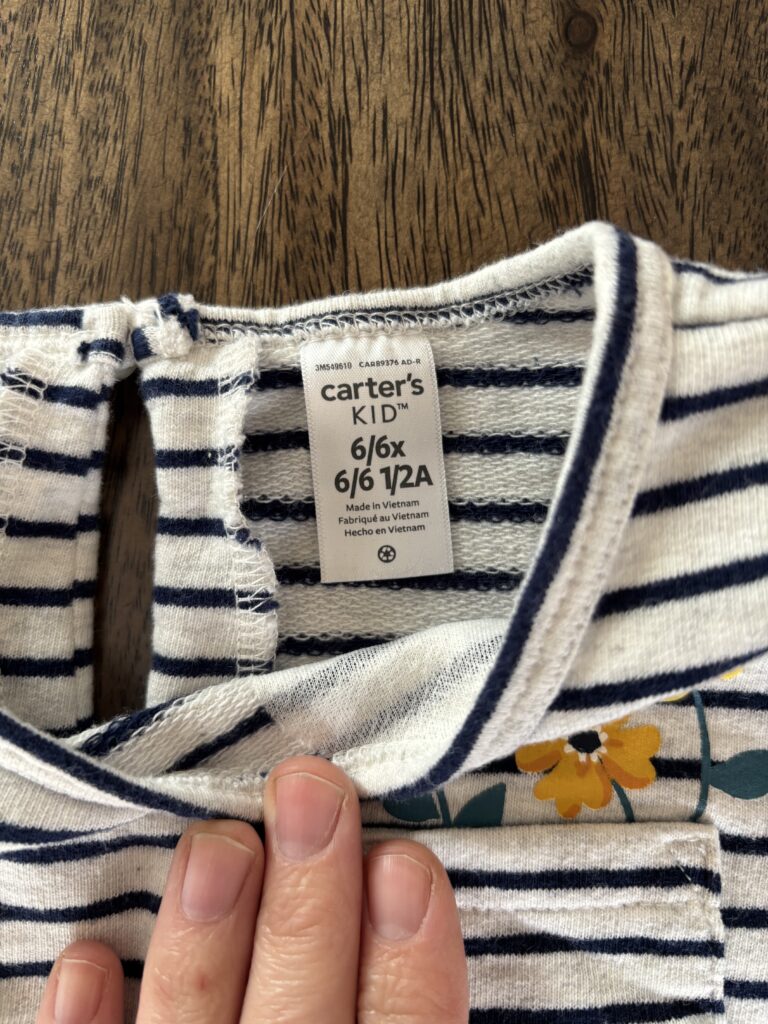 3M549610 CAR89376 AD-R
carter's
KID™
6/6x
6/6 1/2A
Made in Vietnam
Fabriqué au Vietnam
Hecho en Vietnam